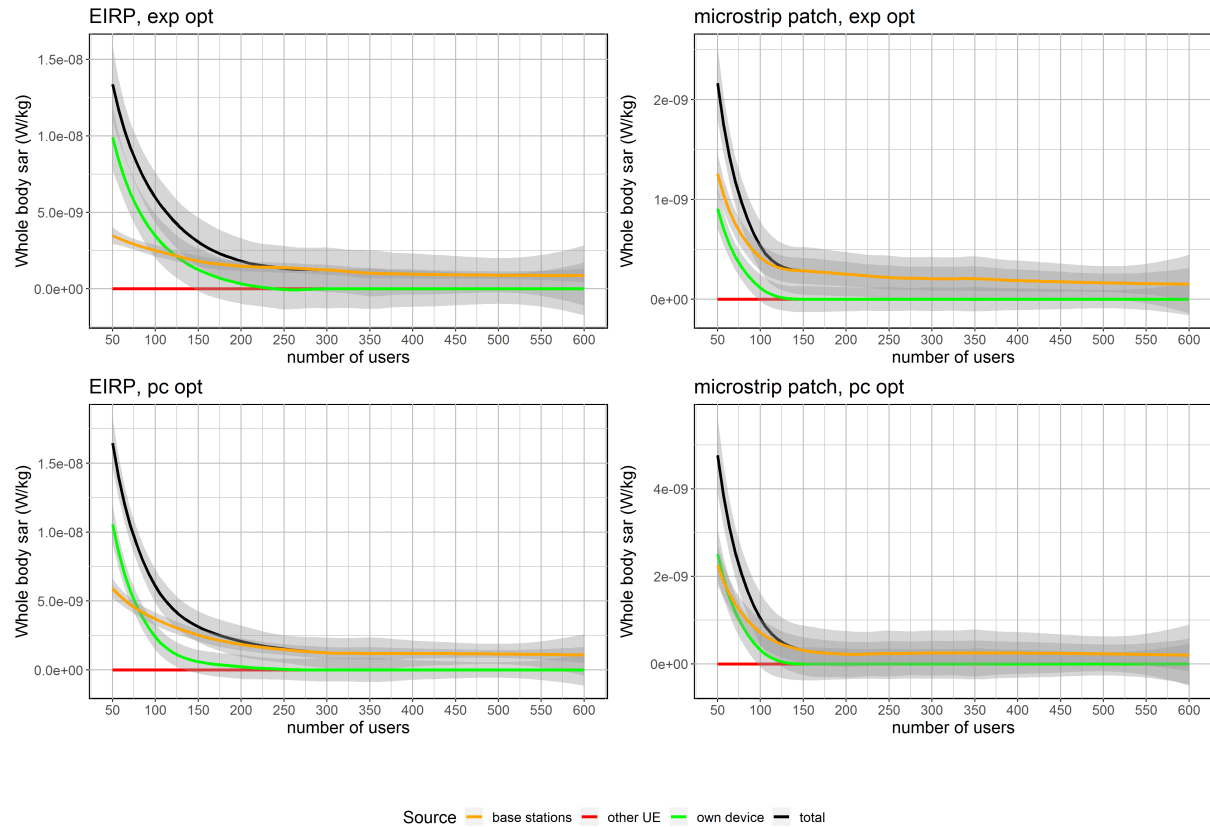 EIRP, exp opt
Whole body sar (W/kg)
1.5e-08
1.0e-08
5.0e-09
0.0e+00
50 100 150 200 250 300 350 400 450 500 550 600
number of users
microstrip patch, exp opt
Whole body sar (W/kg)
2e-09
1e-09
0e+00
50 100 150 200 250 300 350 400 450 500 550 600
number of users
EIRP, pc opt
Whole body sar (W/kg)
1.5e-08
1.0e-08
5.0e-09
0.0e+00
50 100 150 200 250 300 350 400 450 500 550 600
number of users
microstrip patch, pc opt
Whole body sar (W/kg)
4e-09
2e-09
0e+00
50 100 150 200 250 300 350 400 450 500 550 600
number of users
Source base stations other UE own device total